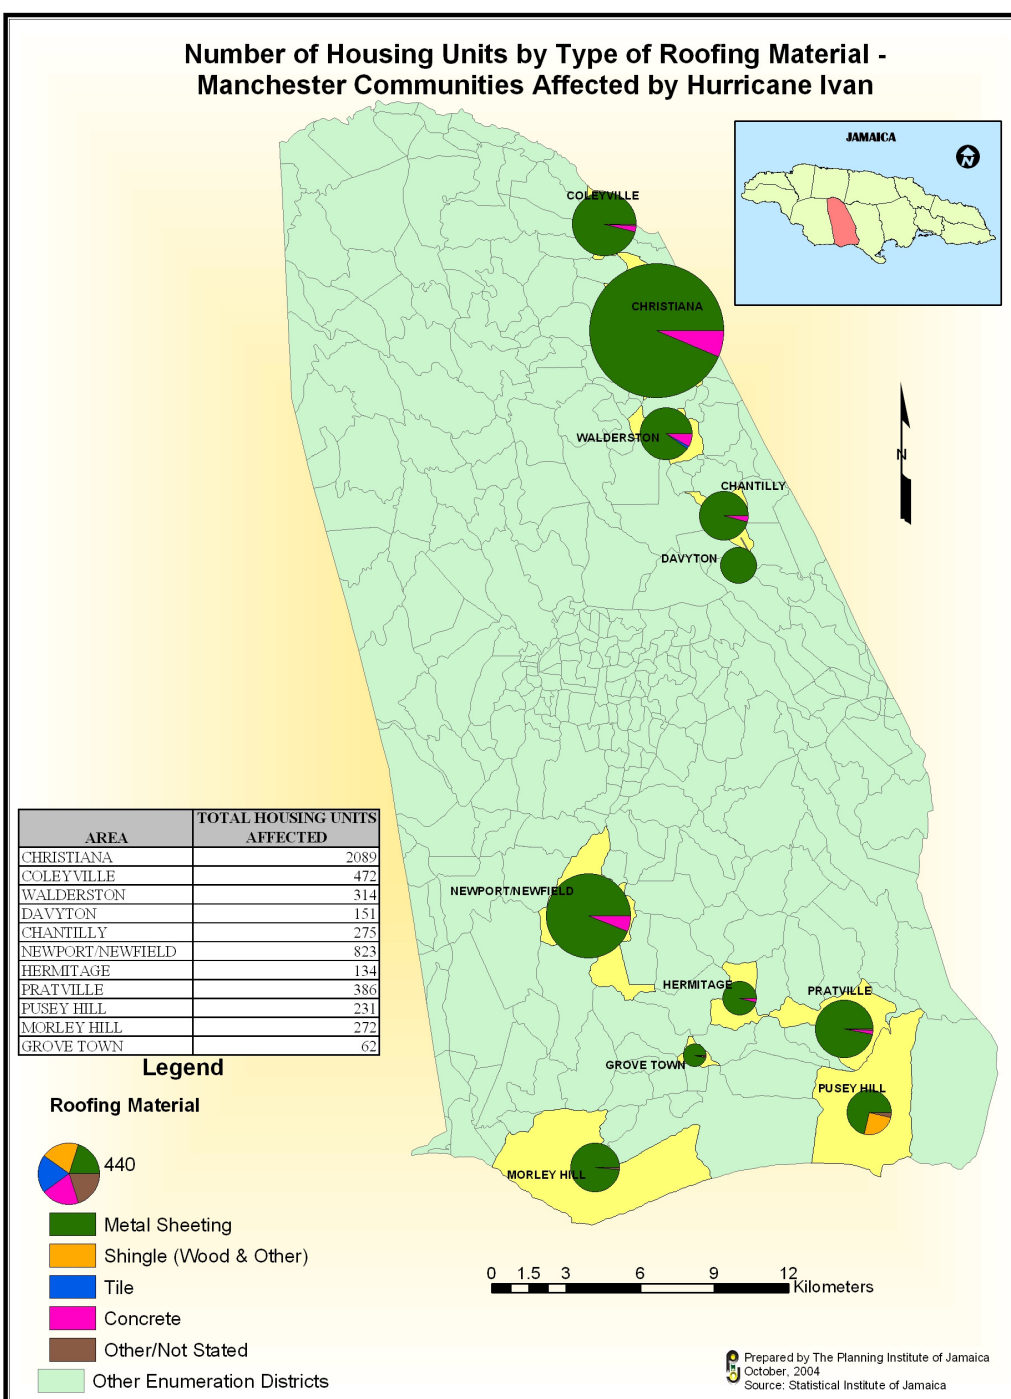 Number of Housing Units by Type of Roofing Material -
Manchester Communities Affected by Hurricane Ivan
JAMAICA
N
COLEYVILLE
CHRISTIANA
WALDERSTON
CHANTILLY
DAVYTON
N
NEWPORT/NEWFIELD
HERMITAGE
PRATVILLE
GROVE TOWN
PUSEY HILL
MORLEY HILL
AREA TOTAL HOUSING UNITS AFFECTED
CHRISTIANA 2089
COLEYVILLE 472
WALDERSTON 314
DAVYTON 151
CHANTILLY 275
NEWPORT/NEWFIELD 823
HERMITAGE 134
PRATVILLE 386
PUSEY HILL 231
MORLEY HILL 272
GROVE TOWN 62
Legend
Roofing Material
440
Metal Sheeting
Shingle (Wood & Other)
Tile
Concrete
Other/Not Stated
Other Enumeration Districts
0 1.5 3 6 9 12
Kilometers
Prepared by The Planning Institute of Jamaica
October, 2004
Source: Statistical Institute of Jamaica